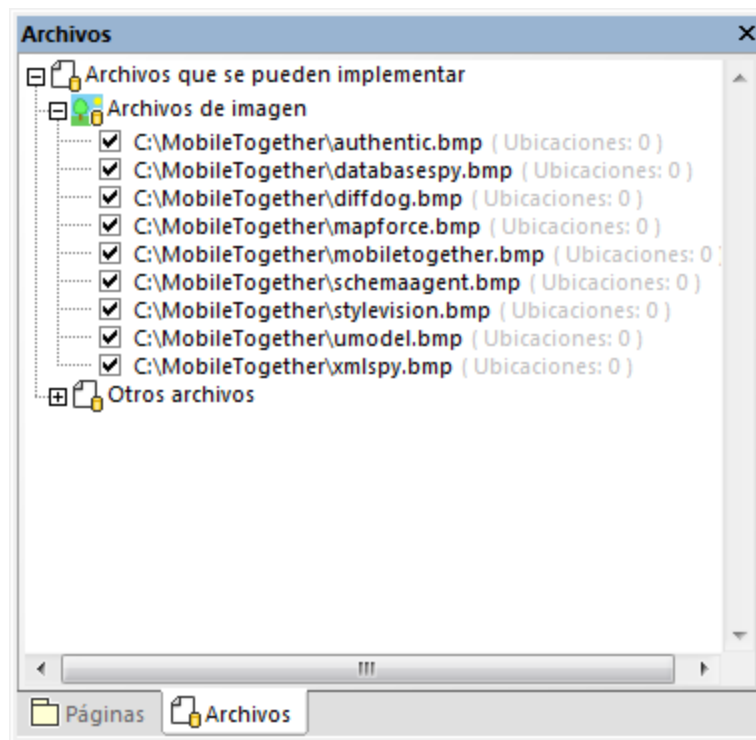 Archivos
Archivos que se pueden implementar
Archivos de imagen
C:\MobileTogether\authentic.bmp ( Ubicaciones: 0 )
C:\MobileTogether\databasespy.bmp ( Ubicaciones: 0 )
C:\MobileTogether\diffdog.bmp ( Ubicaciones: 0 )
C:\MobileTogether\mapforce.bmp ( Ubicaciones: 0 )
C:\MobileTogether\mobiletogether.bmp ( Ubicaciones: 0 )
C:\MobileTogether\schemaagent.bmp ( Ubicaciones: 0 )
C:\MobileTogether\stylevision.bmp ( Ubicaciones: 0 )
C:\MobileTogether\umodel.bmp ( Ubicaciones: 0 )
C:\MobileTogether\xmlspy.bmp ( Ubicaciones: 0 )
Otros archivos
Páginas Archivos